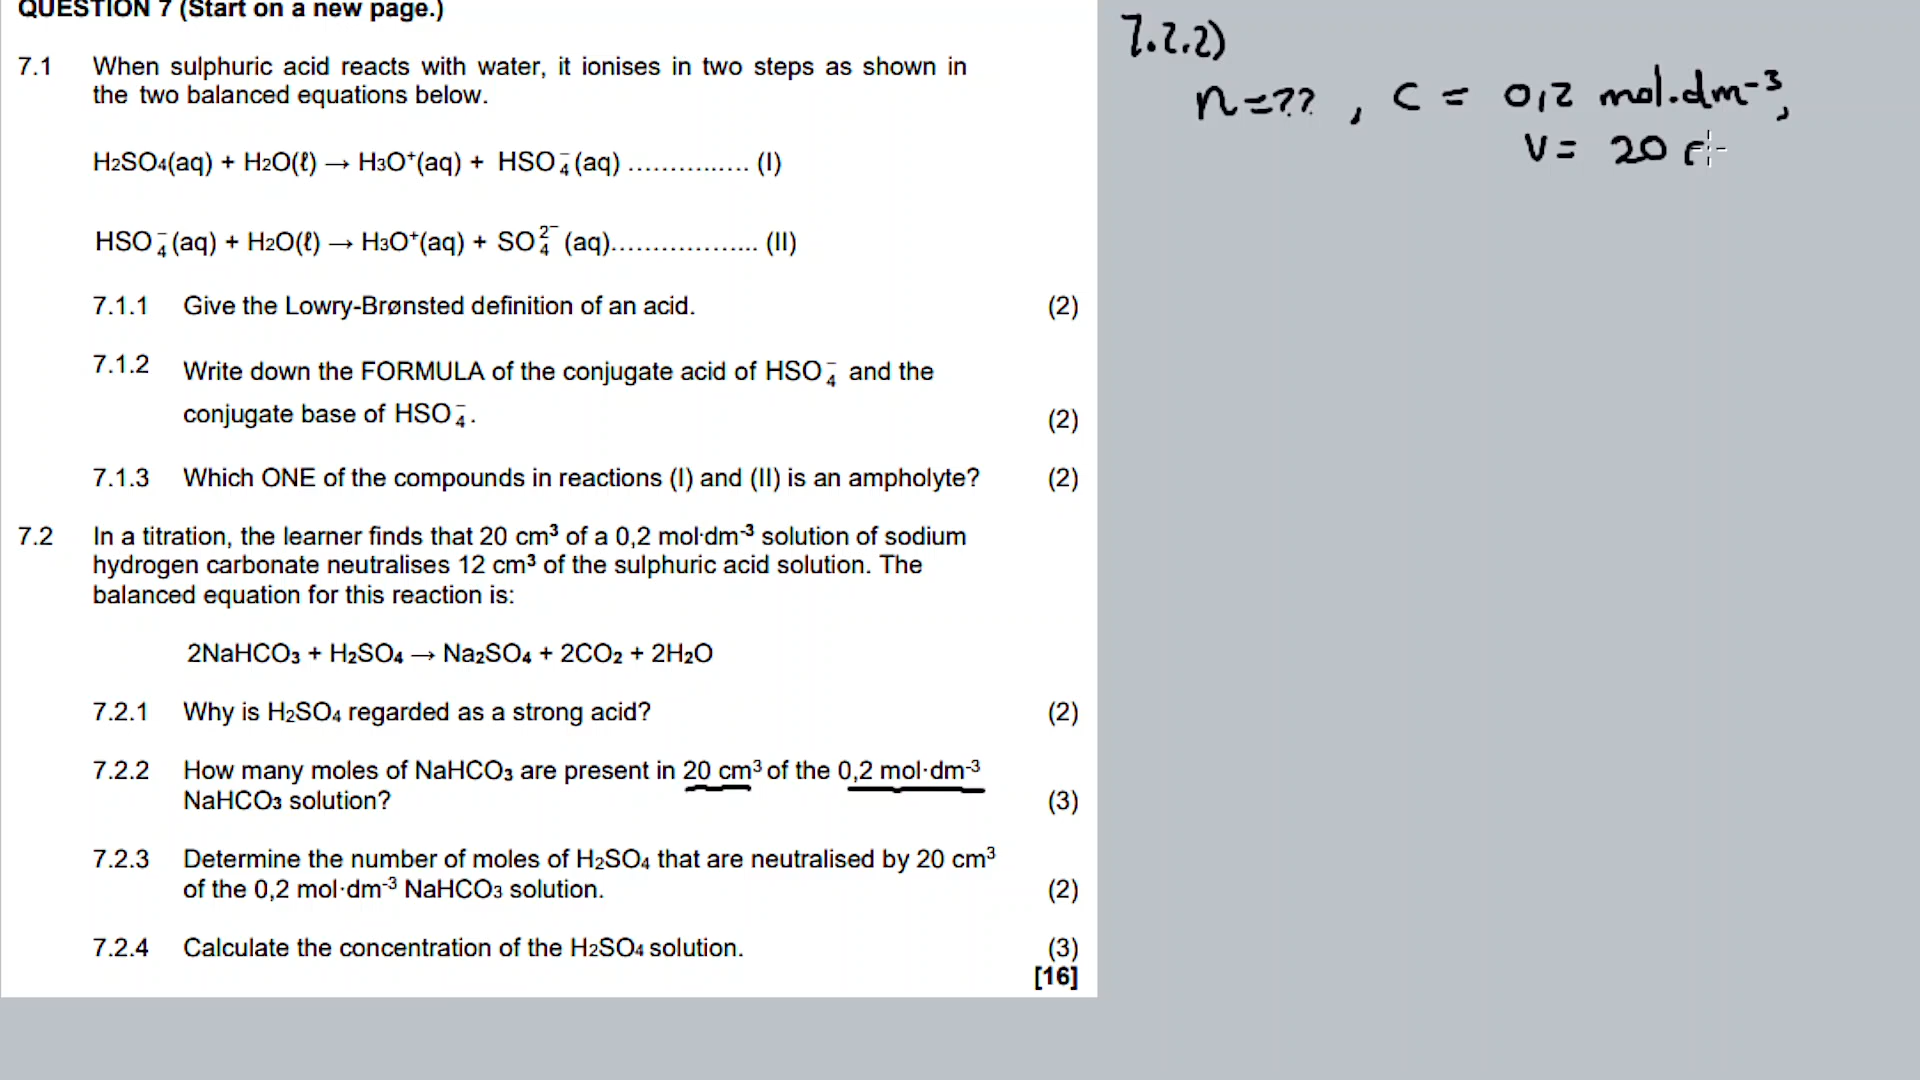 QUESTION 7 (Start on a new page.)
7.1 When sulphuric acid reacts with water, it ionises in two steps as shown in
the two balanced equations below.
H₂SO₄(aq) + H₂O(ℓ) → H₃O⁺(aq) + HSO₄⁻(aq) .............. (I)
HSO₄⁻(aq) + H₂O(ℓ) → H₃O⁺(aq) + SO₄²⁻(aq).................. (II)
7.1.1 Give the Lowry-Brønsted definition of an acid. (2)
7.1.2 Write down the FORMULA of the conjugate acid of HSO₄⁻ and the
conjugate base of HSO₄⁻. (2)
7.1.3 Which ONE of the compounds in reactions (I) and (II) is an ampholyte? (2)
7.2 In a titration, the learner finds that 20 cm³ of a 0,2 mol·dm⁻³ solution of sodium
hydrogen carbonate neutralises 12 cm³ of the sulphuric acid solution. The
balanced equation for this reaction is:
2NaHCO₃ + H₂SO₄ → Na₂SO₄ + 2CO₂ + 2H₂O
7.2.1 Why is H₂SO₄ regarded as a strong acid? (2)
7.2.2 How many moles of NaHCO₃ are present in 20 cm³ of the 0,2 mol·dm⁻³
NaHCO₃ solution? (3)
7.2.3 Determine the number of moles of H₂SO₄ that are neutralised by 20 cm³
of the 0,2 mol·dm⁻³ NaHCO₃ solution. (2)
7.2.4 Calculate the concentration of the H₂SO₄ solution. (3)
[16]
7.2.2)
n=?? , c = 0,2 mol.dm⁻³,
V= 20